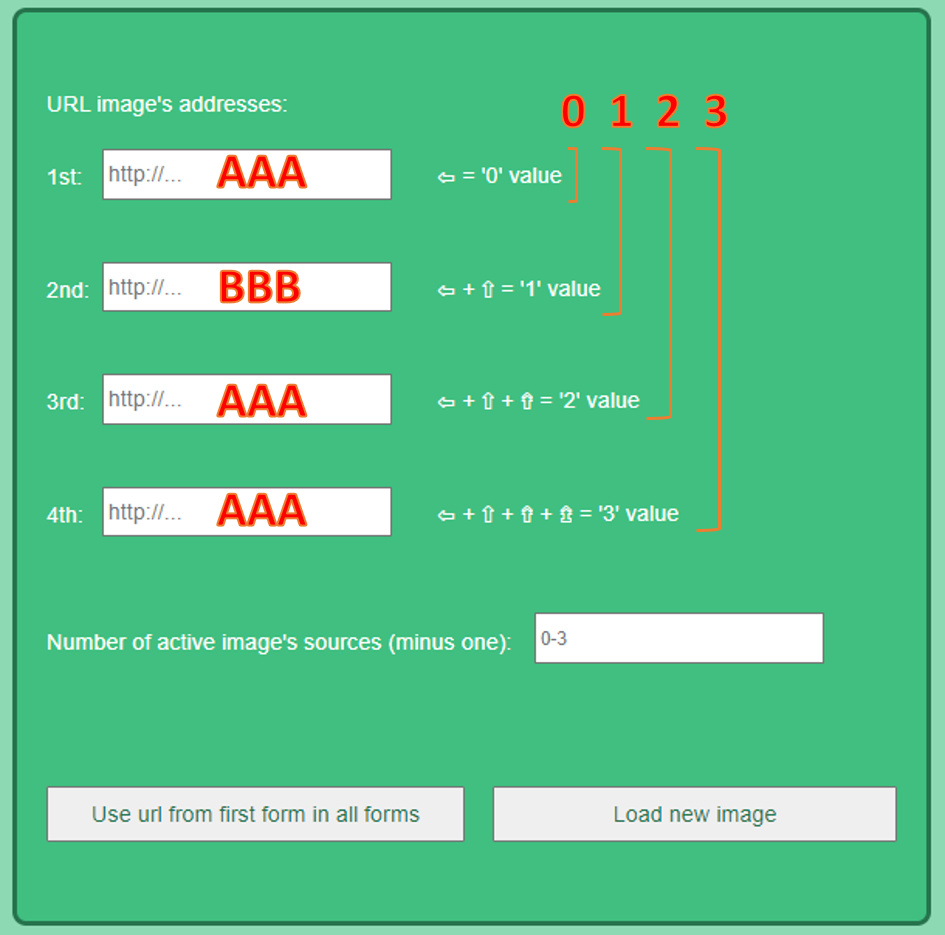 URL image's addresses:
0 1 2 3
1st: http://... AAA ⇦ = '0' value
2nd: http://... BBB ⇦ + ⇧ = '1' value
3rd: http://... AAA ⇦ + ⇧ + ⇮ = '2' value
4th: http://... AAA ⇦ + ⇧ + ⇮ + ⇯ = '3' value
Number of active image's sources (minus one): 0-3
Use url from first form in all forms Load new image